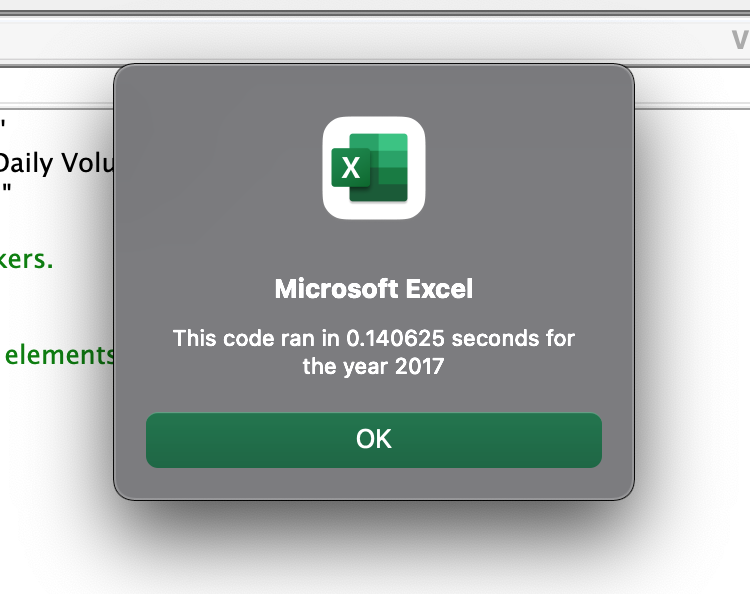 V
"
Daily Volu
"
kers.
elements
X
Microsoft Excel
This code ran in 0.140625 seconds for
the year 2017
OK